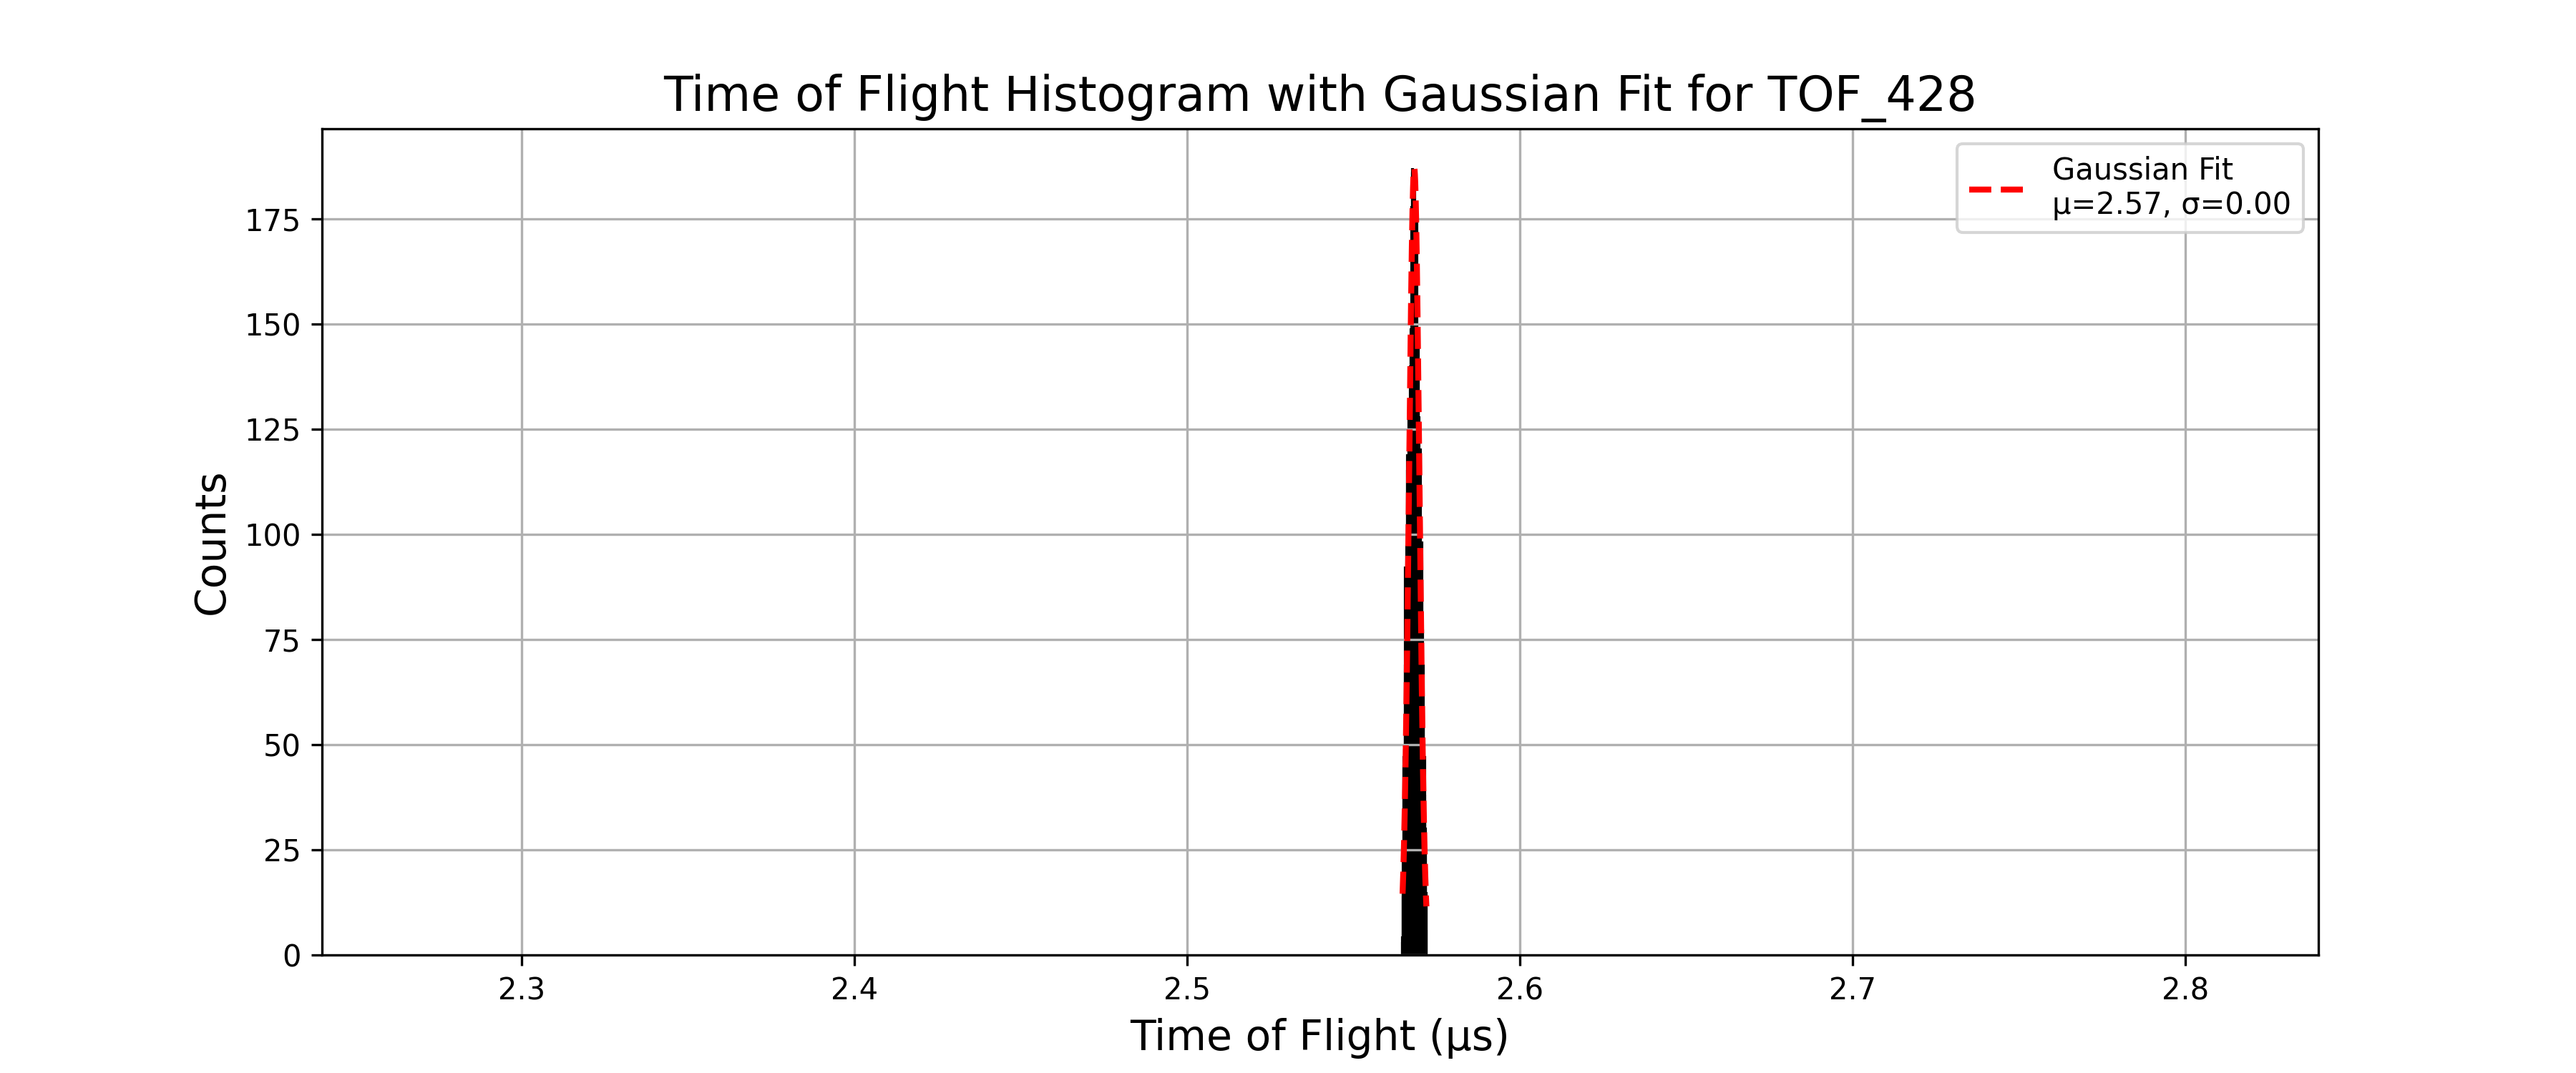 Time of Flight Histogram with Gaussian Fit for TOF_428
Gaussian Fit
μ=2.57, σ=0.00
175
150
125
100
75
50
25
0
Counts
2.3 2.4 2.5 2.6 2.7 2.8
Time of Flight (μs)